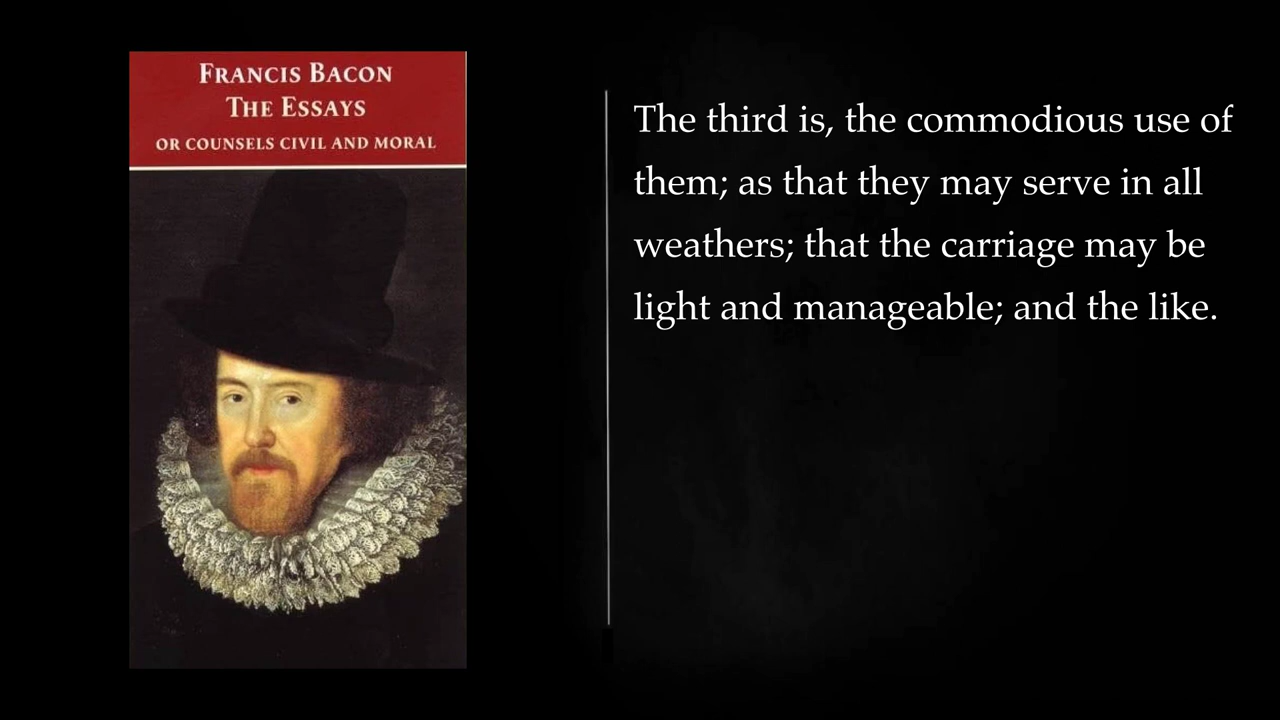 FRANCIS BACON
THE ESSAYS
OR COUNSELS CIVIL AND MORAL
The third is, the commodious use of
them; as that they may serve in all
weathers; that the carriage may be
light and manageable; and the like.